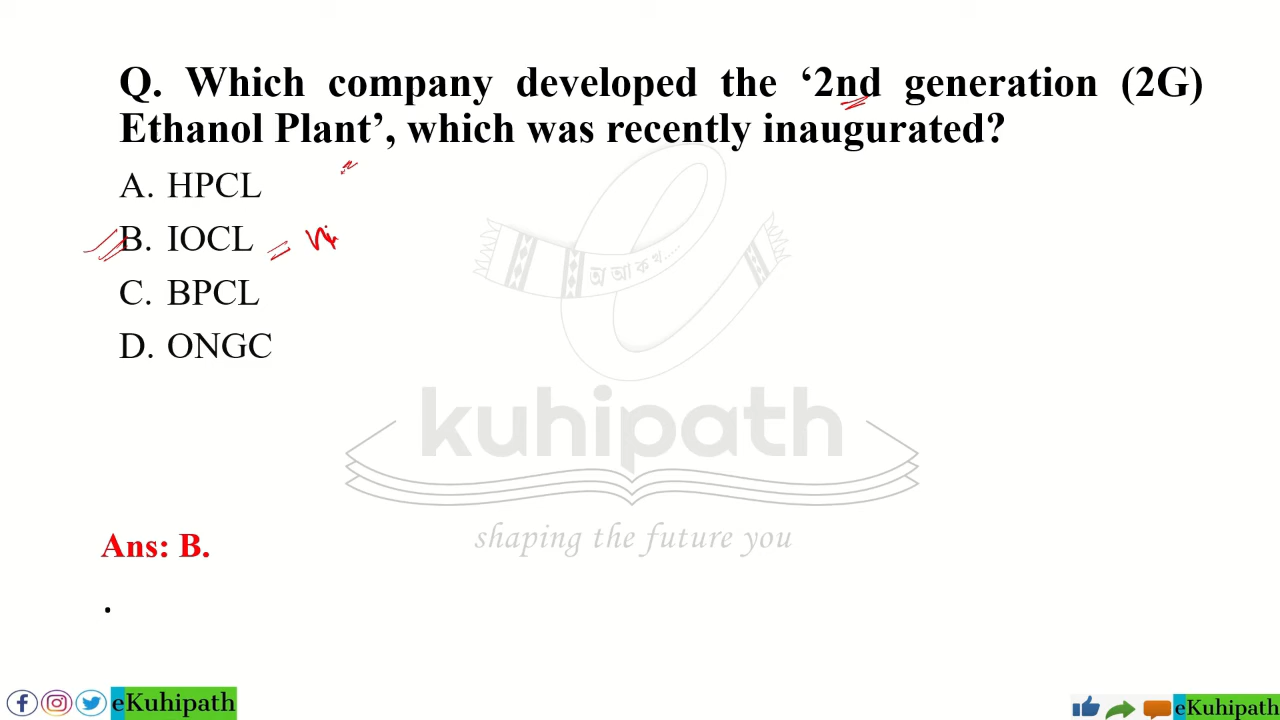 Q. Which company developed the ‘2nd generation (2G)
Ethanol Plant’, which was recently inaugurated?
A. HPCL
B. IOCL =
C. BPCL
D. ONGC
অ আ ক খ.....
kuhipath
shaping the future you
Ans: B.
.
eKuhipath
eKuhipath